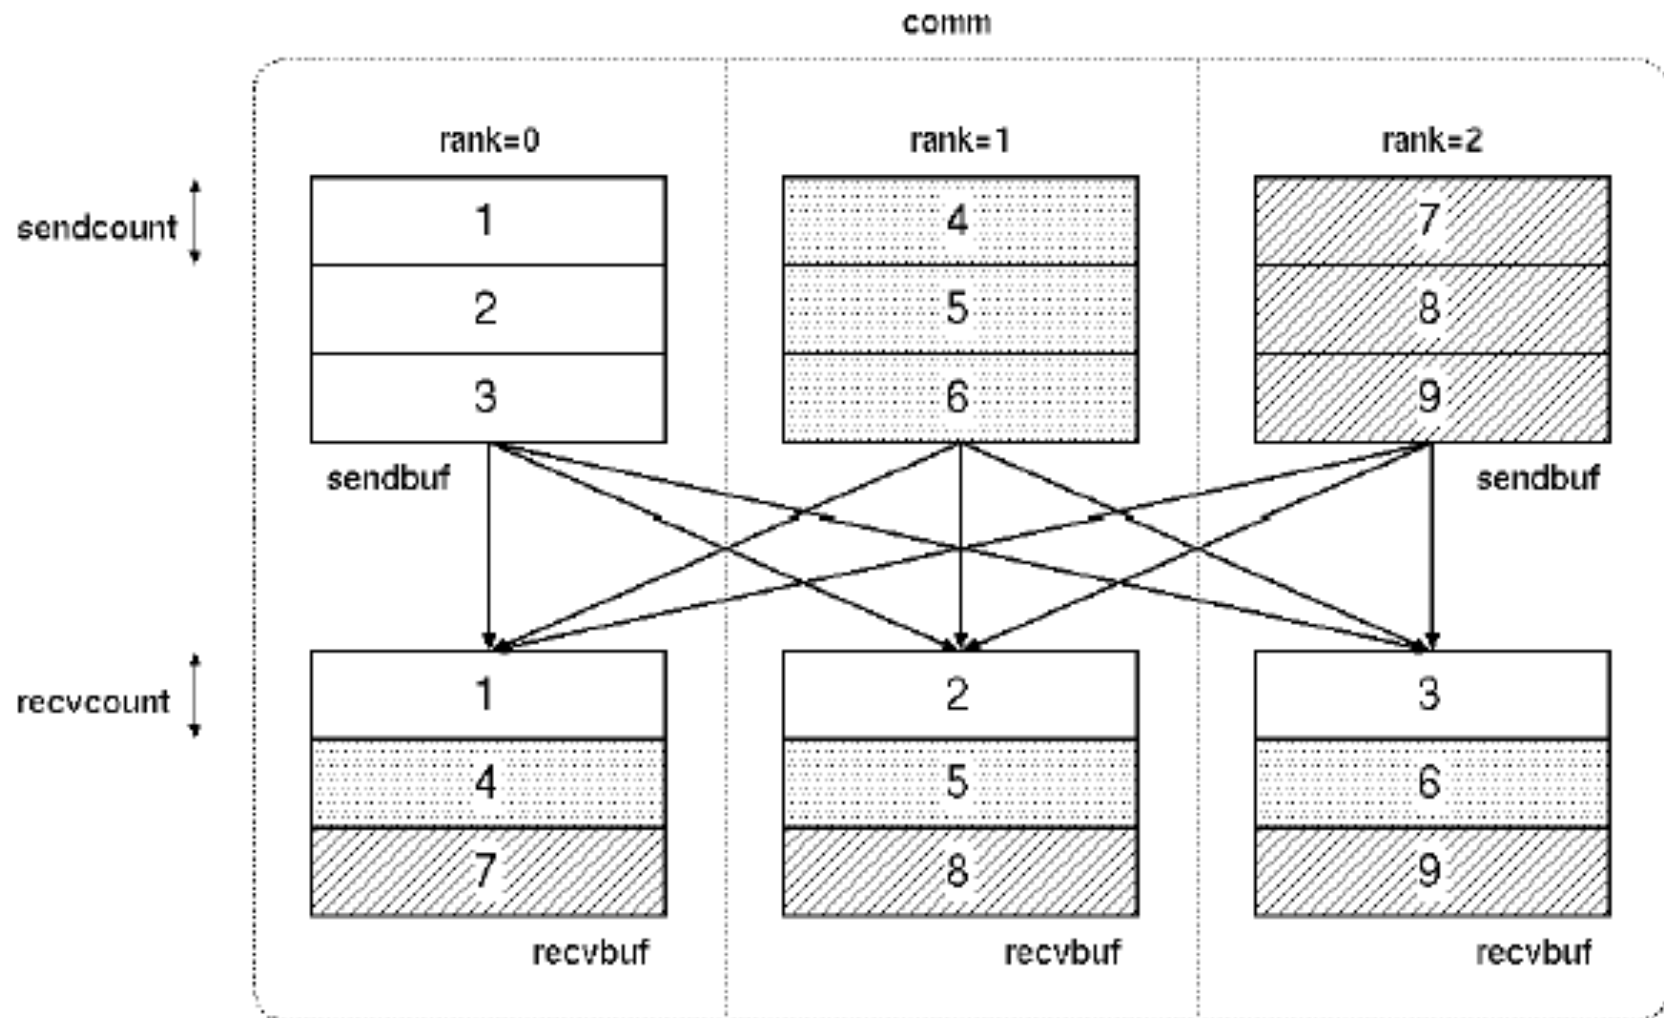 comm
rank=0 rank=1 rank=2
sendcount
1 4 7
2 5 8
3 6 9
sendbuf sendbuf
recvcount
1 2 3
4 5 6
7 8 9
recvbuf recvbuf recvbuf